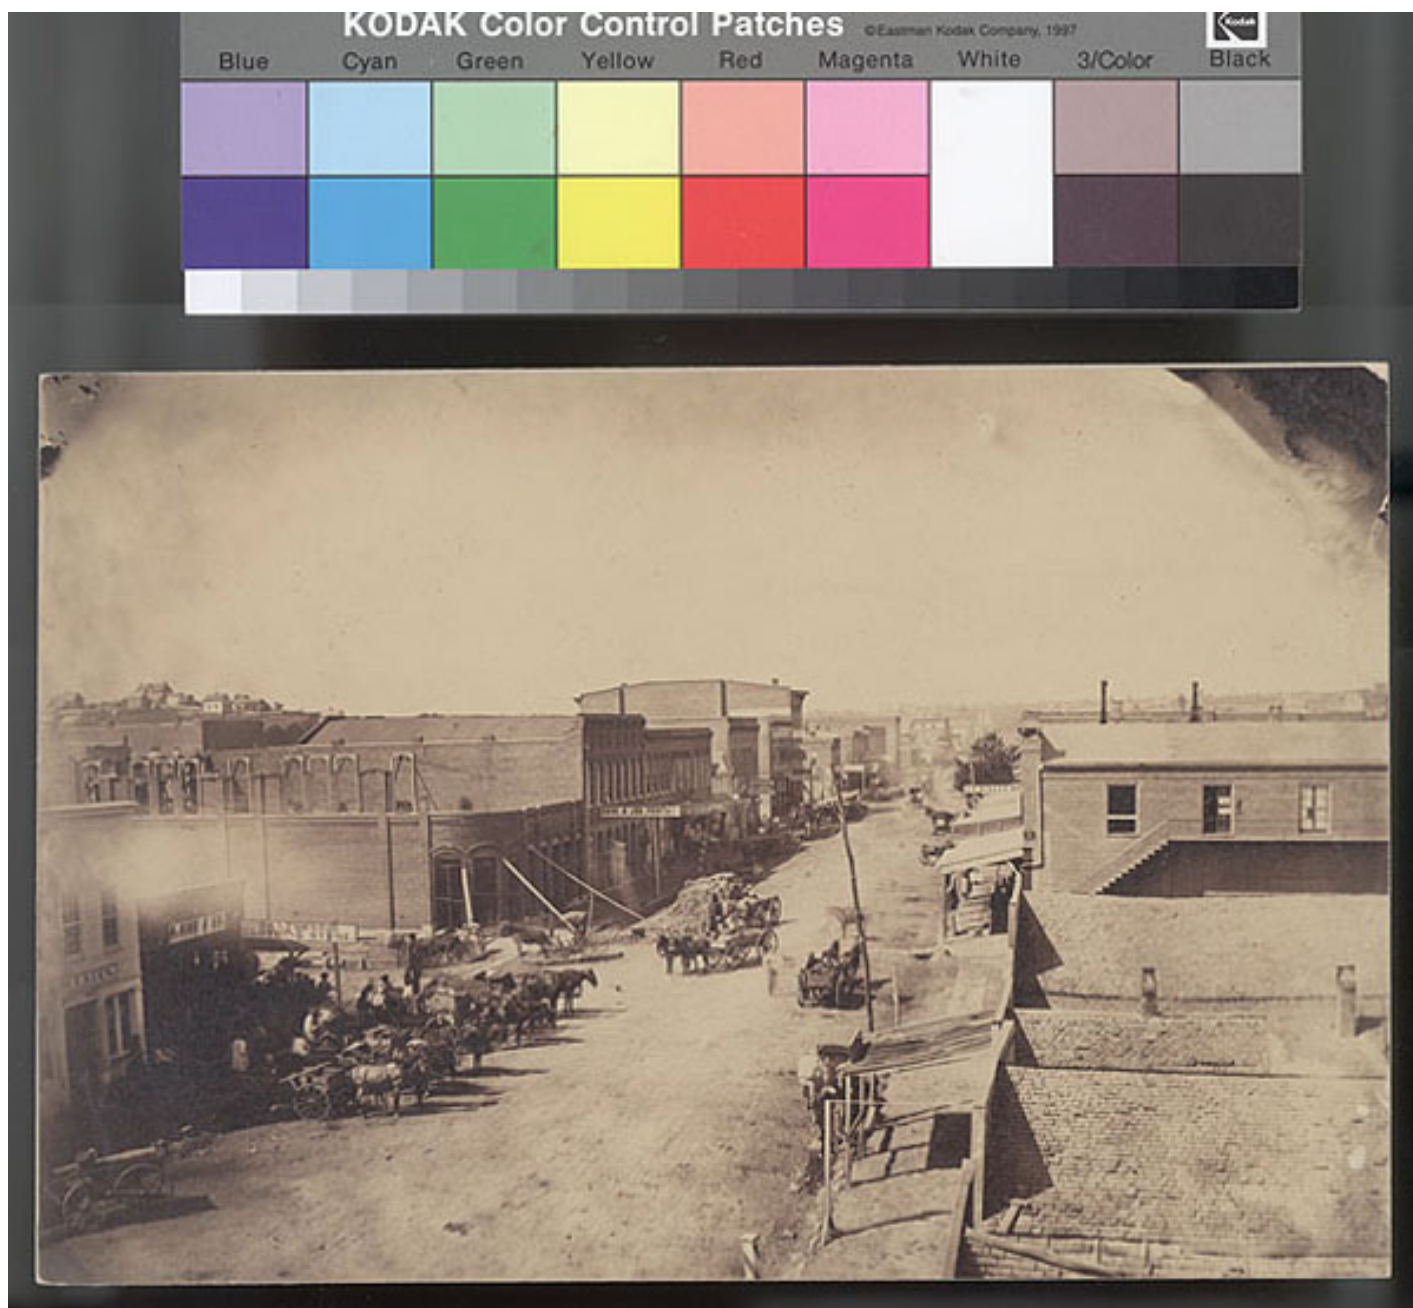 KODAK Color Control Patches ©Eastman Kodak Company, 1997 Kodak
Blue Cyan Green Yellow Red Magenta White 3/Color Black